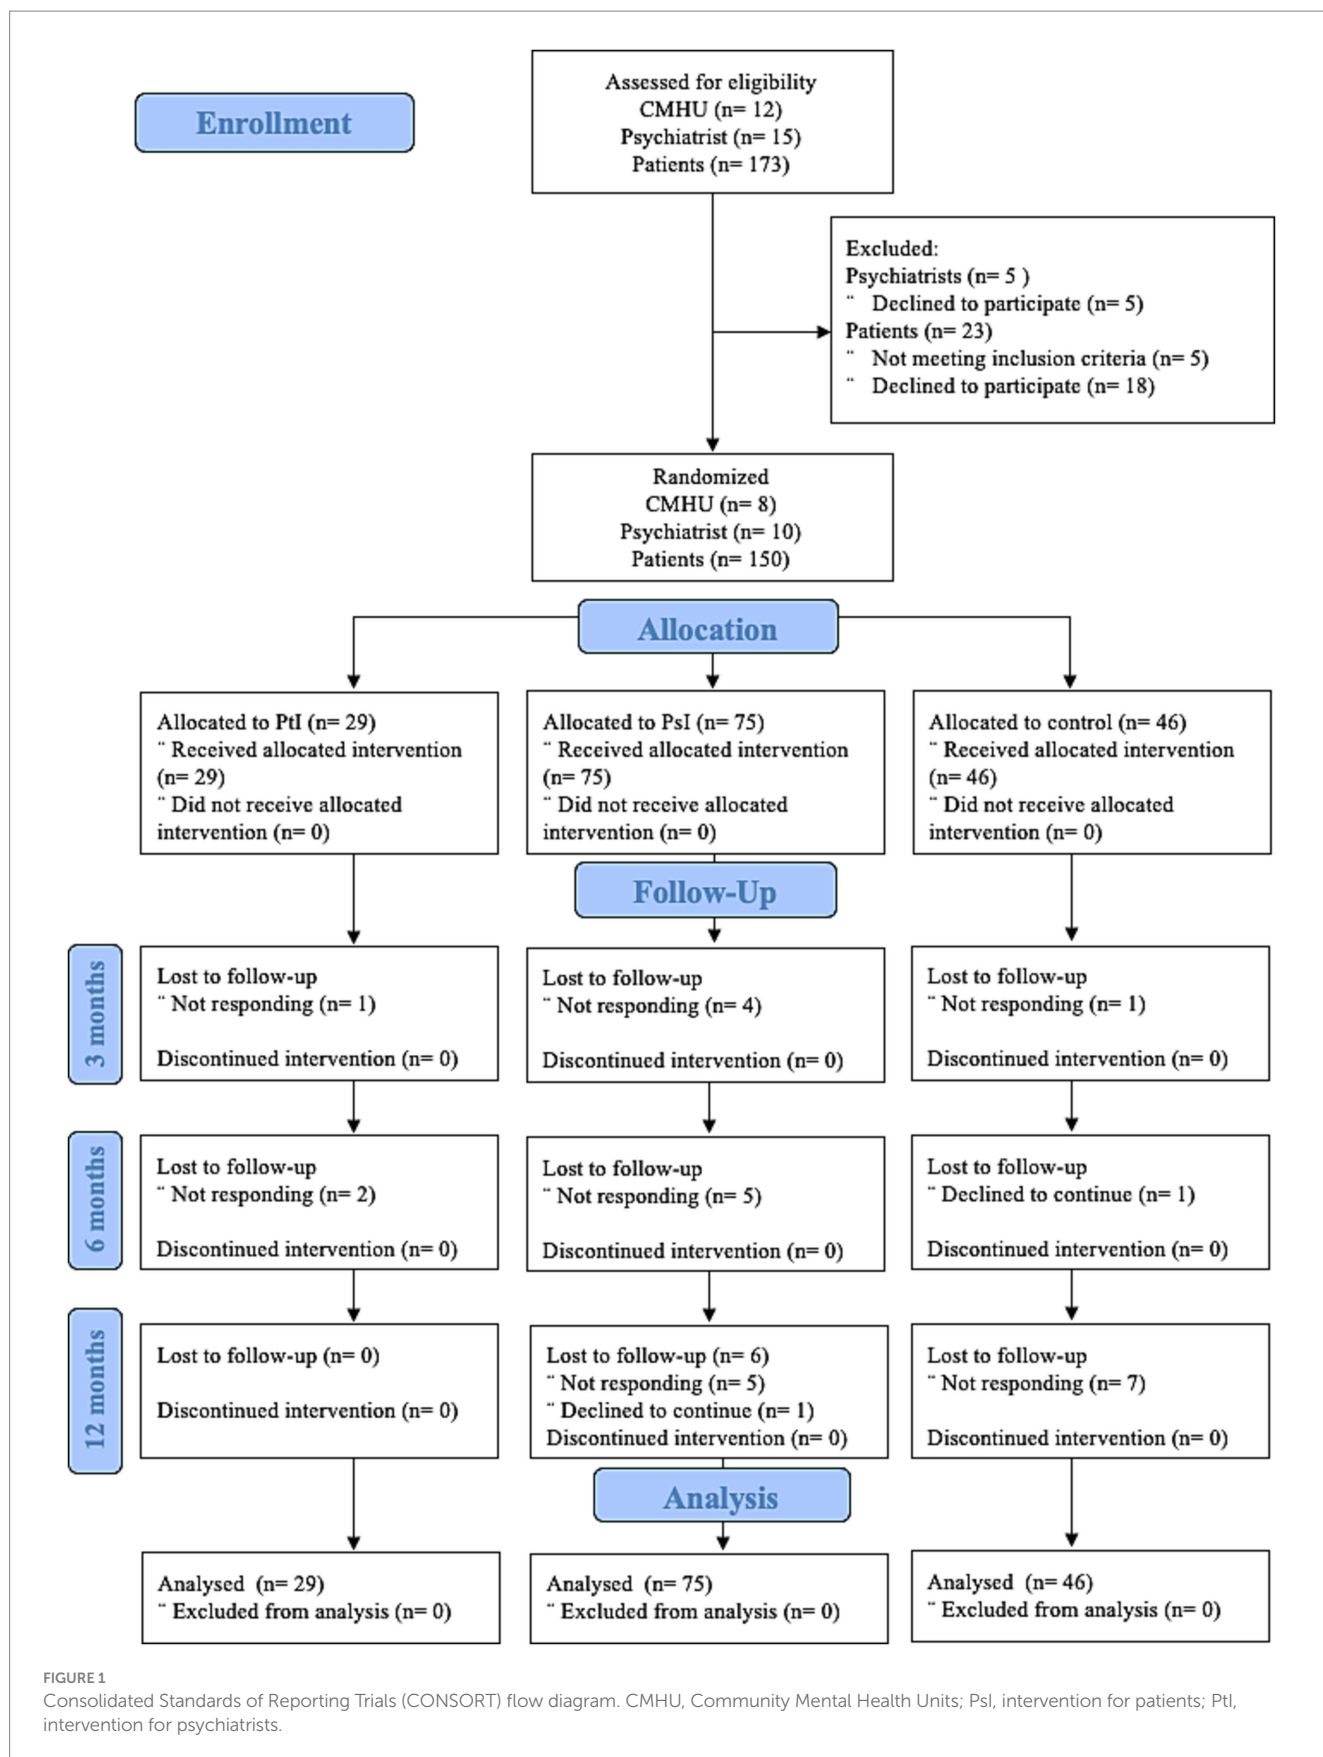 Enrollment
Assessed for eligibility
CMHU (n= 12)
Psychiatrist (n= 15)
Patients (n= 173)
Excluded:
Psychiatrists (n= 5 )
¨ Declined to participate (n= 5)
Patients (n= 23)
¨ Not meeting inclusion criteria (n= 5)
¨ Declined to participate (n= 18)
Randomized
CMHU (n= 8)
Psychiatrist (n= 10)
Patients (n= 150)
Allocation
Allocated to PtI (n= 29)
¨ Received allocated intervention
(n= 29)
¨ Did not receive allocated
intervention (n= 0)
Allocated to PsI (n= 75)
¨ Received allocated intervention
(n= 75)
¨ Did not receive allocated
intervention (n= 0)
Allocated to control (n= 46)
¨ Received allocated intervention
(n= 46)
¨ Did not receive allocated
intervention (n= 0)
Follow-Up
3 months
Lost to follow-up
¨ Not responding (n= 1)
Discontinued intervention (n= 0)
Lost to follow-up
¨ Not responding (n= 4)
Discontinued intervention (n= 0)
Lost to follow-up
¨ Not responding (n= 1)
Discontinued intervention (n= 0)
6 months
Lost to follow-up
¨ Not responding (n= 2)
Discontinued intervention (n= 0)
Lost to follow-up
¨ Not responding (n= 5)
Discontinued intervention (n= 0)
Lost to follow-up
¨ Declined to continue (n= 1)
Discontinued intervention (n= 0)
12 months
Lost to follow-up (n= 0)
Discontinued intervention (n= 0)
Lost to follow-up (n= 6)
¨ Not responding (n= 5)
¨ Declined to continue (n= 1)
Discontinued intervention (n= 0)
Lost to follow-up
¨ Not responding (n= 7)
Discontinued intervention (n= 0)
Analysis
Analysed (n= 29)
¨ Excluded from analysis (n= 0)
Analysed (n= 75)
¨ Excluded from analysis (n= 0)
Analysed (n= 46)
¨ Excluded from analysis (n= 0)
FIGURE 1
Consolidated Standards of Reporting Trials (CONSORT) flow diagram. CMHU, Community Mental Health Units; PsI, intervention for patients; PtI,
intervention for psychiatrists.